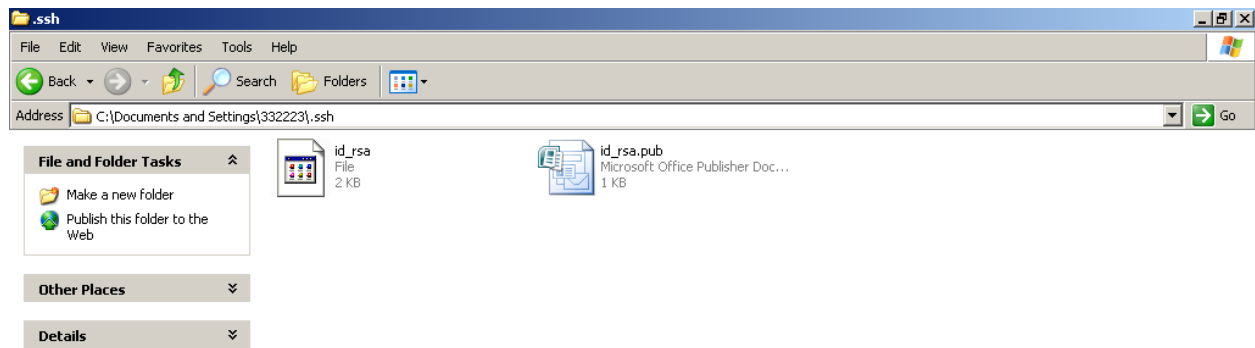 .ssh
File Edit View Favorites Tools Help
Back Search Folders
Address C:\Documents and Settings\332223\.ssh Go
File and Folder Tasks
Make a new folder
Publish this folder to the
Web
Other Places
Details
id_rsa
File
2 KB
id_rsa.pub
Microsoft Office Publisher Doc...
1 KB